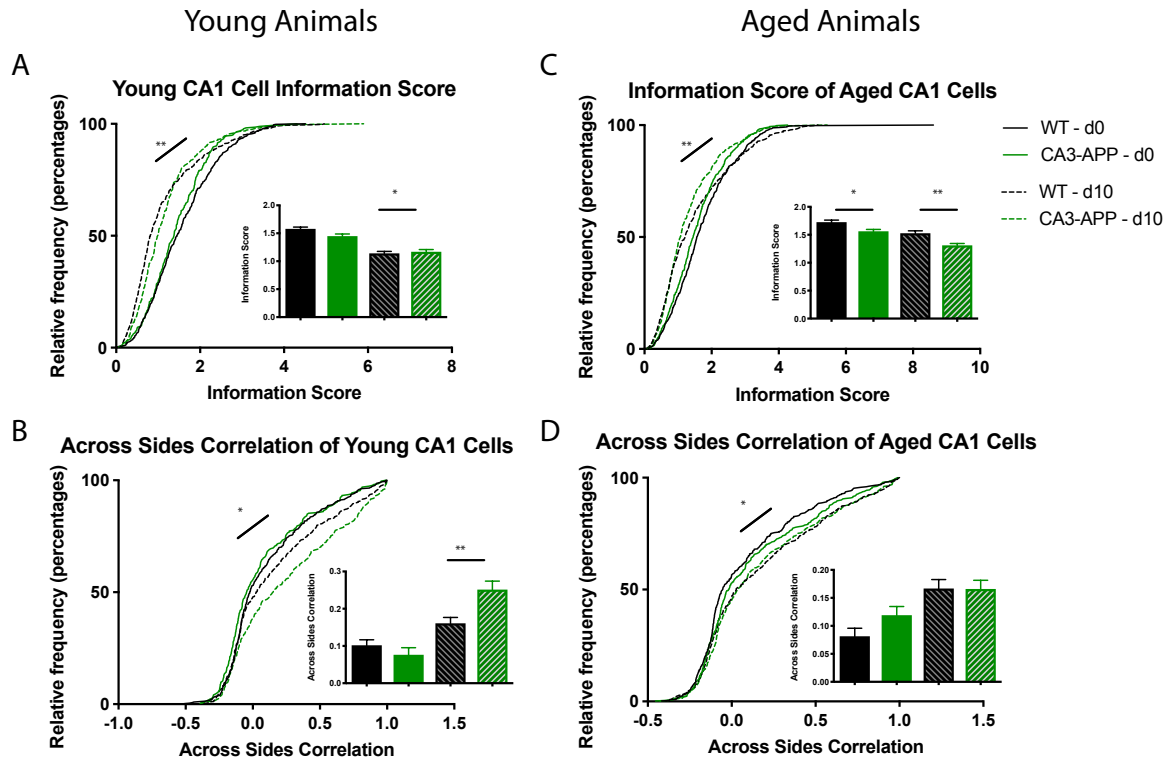 Young Animals
Aged Animals
A
Young CA1 Cell Information Score
Relative frequency (percentages)
100
50
0
**
0 2 4 6 8
Information Score
Information Score
2.0
1.5
1.0
0.5
0.0
*
C
Information Score of Aged CA1 Cells
Relative frequency (percentages)
100
50
0
**
0 2 4 6 8 10
Information Score
Information Score
2.0
1.5
1.0
0.5
0.0
*
**
WT - d0
CA3-APP - d0
WT - d10
CA3-APP - d10
B
Across Sides Correlation of Young CA1 Cells
Relative frequency (percentages)
100
50
0
*
-1.0 -0.5 0.0 0.5 1.0 1.5
Across Sides Correlation
Across Sides Correlation
0.3
0.2
0.1
0.0
**
D
Across Sides Correlation of Aged CA1 Cells
Relative frequency (percentages)
100
50
0
*
-0.5 0.0 0.5 1.0 1.5
Across Sides Correlation
Across Sides Correlation
0.20
0.15
0.10
0.05
0.00